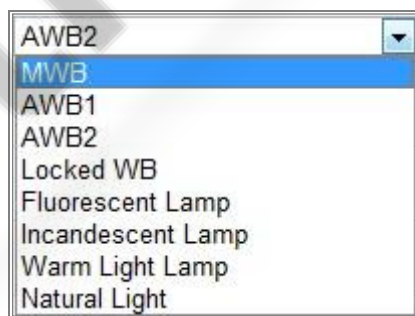 AWB2
MWB
AWB1
AWB2
Locked WB
Fluorescent Lamp
Incandescent Lamp
Warm Light Lamp
Natural Light